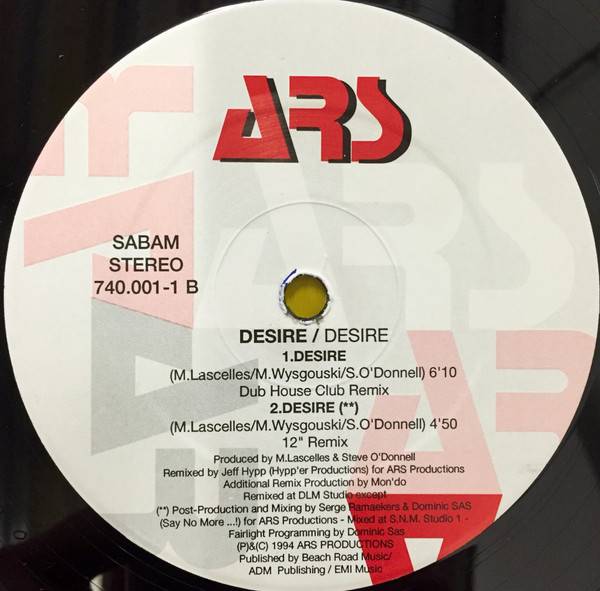 ARS
SABAM
STEREO
740.001-1 B
DESIRE / DESIRE
1.DESIRE
(M.Lascelles/M.Wysgouski/S.O'Donnell) 6'10
Dub House Club Remix
2.DESIRE (**)
(M.Lascelles/M.Wysgouski/S.O'Donnell) 4'50
12" Remix
Produced by M.Lascelles & Steve O'Donnell
Remixed by Jeff Hypp (Hypp'er Productions) for ARS Productions
Additional Remix Production by Mon'do
Remixed at DLM Studio except
(**) Post-Production and Mixing by Serge Ramaekers & Dominic SAS
(Say No More ...!) for ARS Productions - Mixed at S.N.M. Studio 1 -
Fairlight Programming by Dominic Sas
(P)&(C) 1994 ARS PRODUCTIONS
Published by Beach Road Music/
ADM Publishing / EMI Music